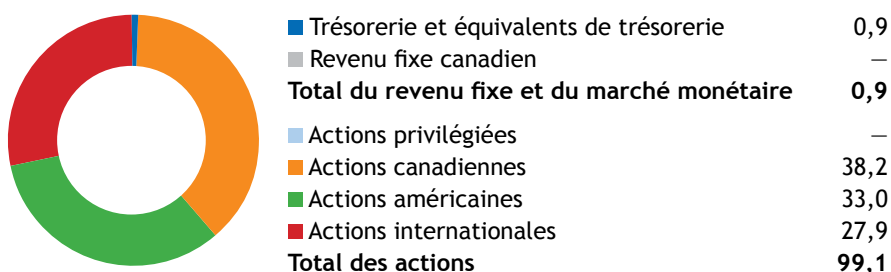 Trésorerie et équivalents de trésorerie 0,9
Revenu fixe canadien —
Total du revenu fixe et du marché monétaire 0,9
Actions privilégiées —
Actions canadiennes 38,2
Actions américaines 33,0
Actions internationales 27,9
Total des actions 99,1